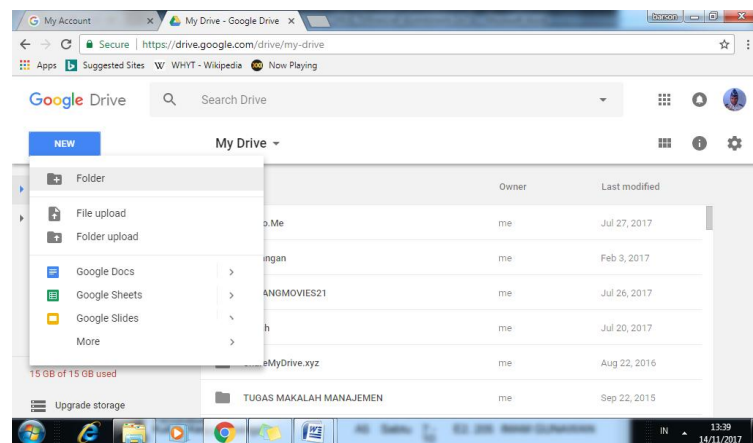 My Account
My Drive - Google Drive
Secure
https://drive.google.com/drive/my-drive
Apps
Suggested Sites
W WHYT - Wikipedia
Now Playing
Google Drive
Search Drive
NEW
My Drive
Folder
File upload
Folder upload
Google Docs
Google Sheets
Google Slides
More
Owner
Last modified
o.Me me Jul 27, 2017
angan me Feb 3, 2017
ANGMOVIES21 me Jul 26, 2017
h me Jul 20, 2017
eMyDrive.xyz me Aug 22, 2016
TUGAS MAKALAH MANAJEMEN me Sep 22, 2015
15 GB of 15 GB used
Upgrade storage
IN
13:39
14/11/2017